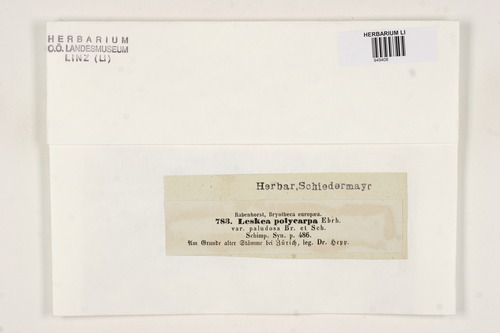 HERBARIUM
O.Ö. LANDESMUSEUM
LINZ (LI)
HERBARIUM LI
Herbar, Schiedermayr
Rabenhorst, Bryotheca europæa.
783. Leskea polycarpa Ehrh.
var. paludosa Br. et Sch.
Schimp. Syn. p. 486.
Am Grunde alter Stämme bei Zürich, leg. Dr. Hepp.